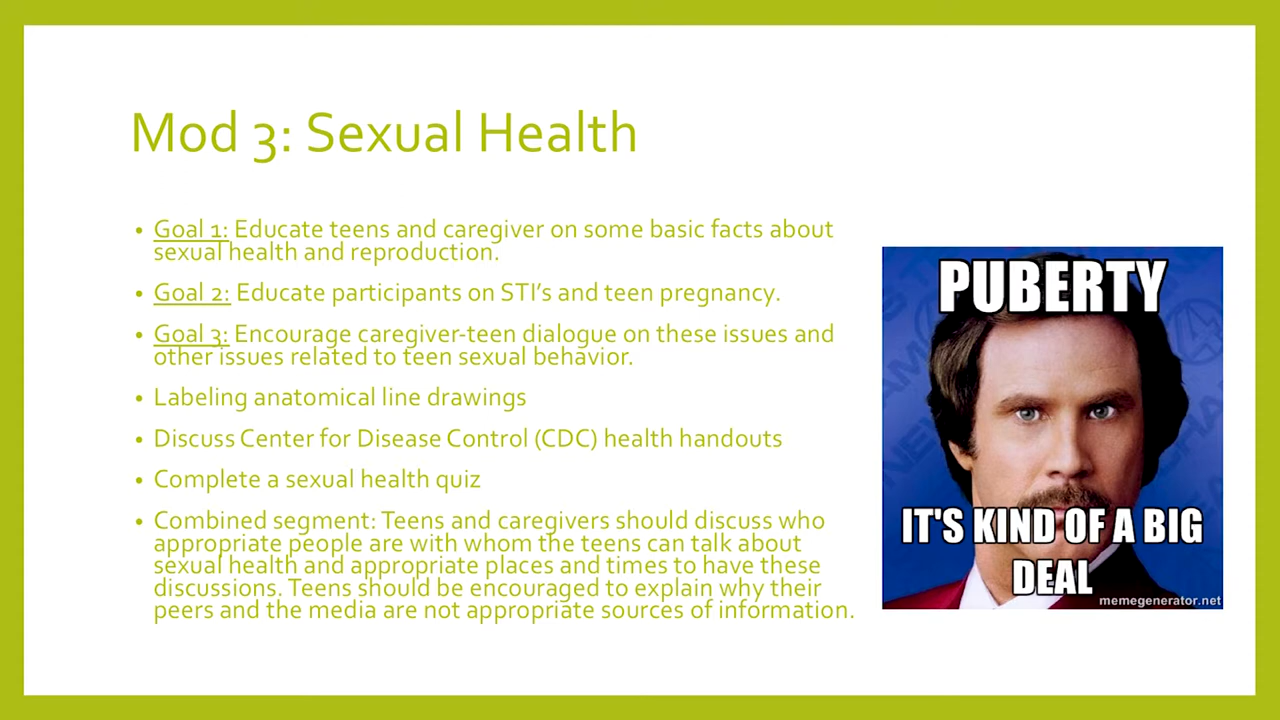 Mod 3: Sexual Health
• Goal 1: Educate teens and caregiver on some basic facts about
sexual health and reproduction.
• Goal 2: Educate participants on STI's and teen pregnancy.
• Goal 3: Encourage caregiver-teen dialogue on these issues and
other issues related to teen sexual behavior.
• Labeling anatomical line drawings
• Discuss Center for Disease Control (CDC) health handouts
• Complete a sexual health quiz
• Combined segment: Teens and caregivers should discuss who
appropriate people are with whom the teens can talk about
sexual health and appropriate places and times to have these
discussions. Teens should be encouraged to explain why their
peers and the media are not appropriate sources of information.
PUBERTY
IT'S KIND OF A BIG
DEAL
memegenerator.net